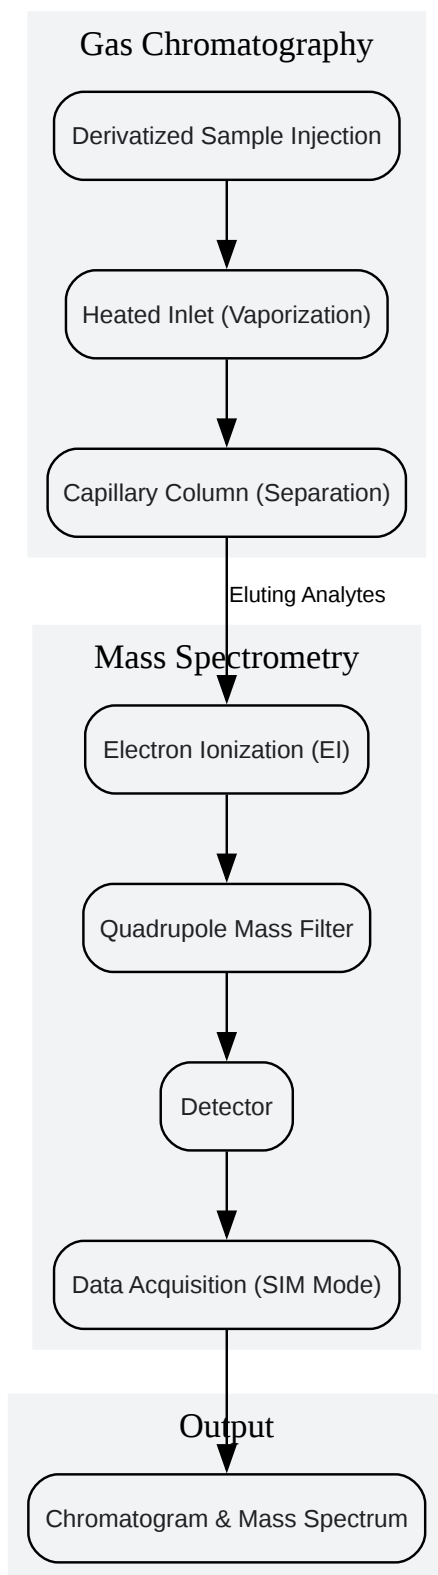 Gas Chromatography
Derivatized Sample Injection
Heated Inlet (Vaporization)
Capillary Column (Separation)
Eluting Analytes
Mass Spectrometry
Electron Ionization (EI)
Quadrupole Mass Filter
Detector
Data Acquisition (SIM Mode)
Output
Chromatogram & Mass Spectrum